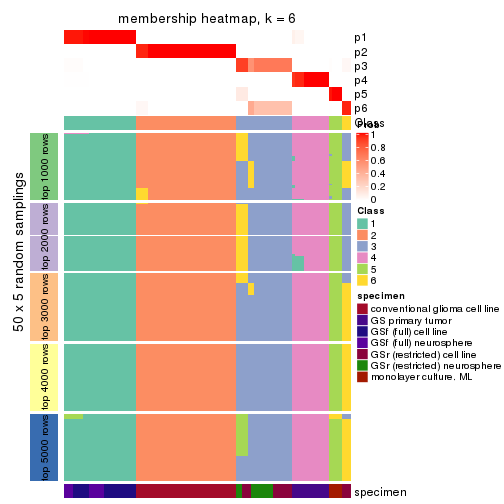 membership heatmap, k = 6
p1
p2
p3
p4
p5
p6
Class
Prob
1
0.8
0.6
0.4
0.2
0
Class
1
2
3
4
5
6
specimen
conventional glioma cell line
GS primary tumor
GSf (full) cell line
GSf (full) neurosphere
GSr (restricted) cell line
GSr (restricted) neurosphere
monolayer culture. ML
50 x 5 random samplings
top 1000 rows
top 2000 rows
top 3000 rows
top 4000 rows
top 5000 rows
specimen